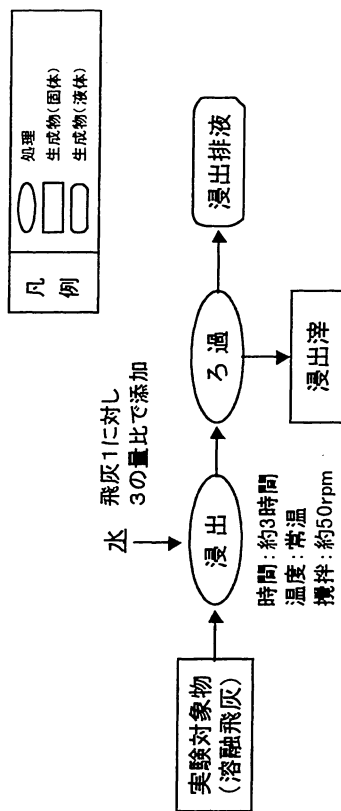 凡例
処理
生成物(固体)
生成物(液体)
水
飛灰1に対し
3の量比で添加
実験対象物
(溶融飛灰)
浸出
ろ過
浸出排液
時間:約3時間
温度:常温
攪拌:約50rpm
浸出滓